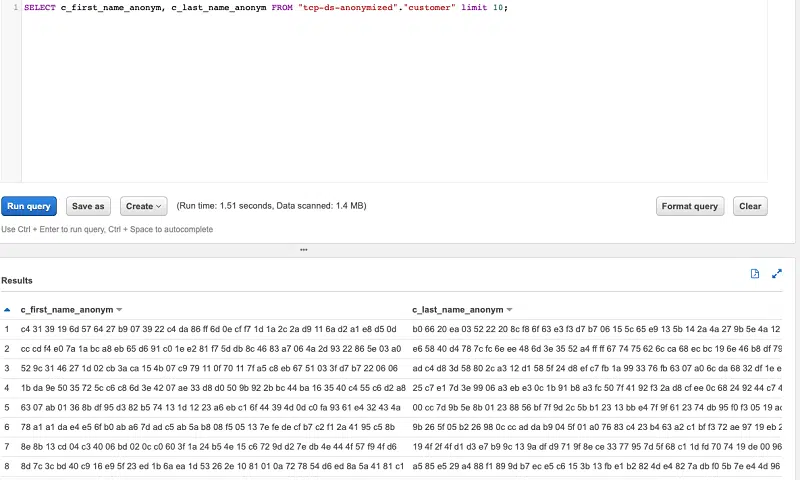 1 SELECT c_first_name_anonym, c_last_name_anonym FROM "tcp-ds-anonymized"."customer" limit 10;
Run query Save as Create (Run time: 1.51 seconds, Data scanned: 1.4 MB) Format query Clear
Use Ctrl + Enter to run query, Ctrl + Space to autocomplete
Results
c_first_name_anonym c_last_name_anonym
1 c4 31 39 19 6d 57 64 27 b9 07 39 22 c4 da 86 ff 6d 0e cf f7 1d 1a 2c 2a d9 11 6a d2 a1 e8 d5 0d b0 66 20 ea 03 52 22 20 8c f8 6f 63 e3 f3 d7 b7 06 15 5c 65 e9 13 5b 14 2a 4a 27 9b 5e 4a 12
2 cc cd f4 e0 7a 1a bc a8 eb 65 d6 91 c0 1e e2 81 f7 5d db 8c 46 83 a7 06 4a 2d 93 22 86 5e 03 a0 e6 58 40 d4 78 7c fc 6e ee 48 6d 3e 35 52 a4 ff ff 67 74 75 62 6c ca 68 ec bc 19 6e 46 b8 df 79
3 52 9c 31 46 27 1d 02 cb 3a ca 15 4b 07 c9 79 11 0f 70 11 7f a5 c8 eb 67 51 03 3f d7 b7 22 06 06 ad c4 d8 3d 58 80 2c a3 12 d1 58 5f 24 d8 ef c7 fb 1a 99 33 76 fb 63 07 a0 6c da 68 32 df 1e e
4 1b da 9e 50 35 72 5c c6 c8 6d 3e 42 07 ae 33 d8 d0 50 9b 92 2b bc 44 ba 16 35 40 c4 55 c6 d2 a8 25 c7 e1 7d 3e 99 06 a3 eb e3 0c 1b 91 b8 a3 fc 50 7f 41 92 f3 2a d8 cf ee 0c 68 24 92 44 c7 4
5 63 07 ab 01 36 8b df 95 d3 82 b5 74 13 1d 12 23 a6 eb c1 6f 44 39 4d 0d c0 fa 93 61 e4 32 43 4a 00 cc 7d 9b 5e 8b 01 23 88 56 bf 7f 9d 2c 5b b1 23 13 bb e4 7f 9f 61 23 74 db 95 f0 f3 05 19
6 78 a1 a1 da e4 e5 6f b0 ab a6 7d ad c5 ab 5a b8 08 f5 05 13 7e fe de cf b7 c2 f1 2a 41 95 c5 8b 9b 26 5f 05 b2 26 98 0c cc ad da b9 04 5f 01 a0 76 83 c4 23 b4 63 a2 c1 bf f3 72 ae 97 19 eb 2
7 8e 8b 13 cd 04 c3 40 06 bd 02 0c c0 60 3f 1a 24 b5 4e 15 c6 72 9d d2 7e db 4e 44 4f 57 f9 4f d6 19 4f 2f 4f d1 d3 e7 b9 9c 13 9a df d9 71 9f 8e ce 33 77 95 7d 5f 68 c1 1d fd 70 74 19 de 00 96
8 8d 7c 3c bd 40 c9 16 e9 5f 23 ed 1b 6a ea 1d 53 26 2e 10 81 01 0a 72 78 54 d6 ed 8a 5a 41 81 c1 a5 85 e5 29 a4 88 f1 89 9d b7 ec e5 c6 15 3b 13 fb e1 b2 82 4d e4 82 7a db f0 5b 7e e4 4d 96